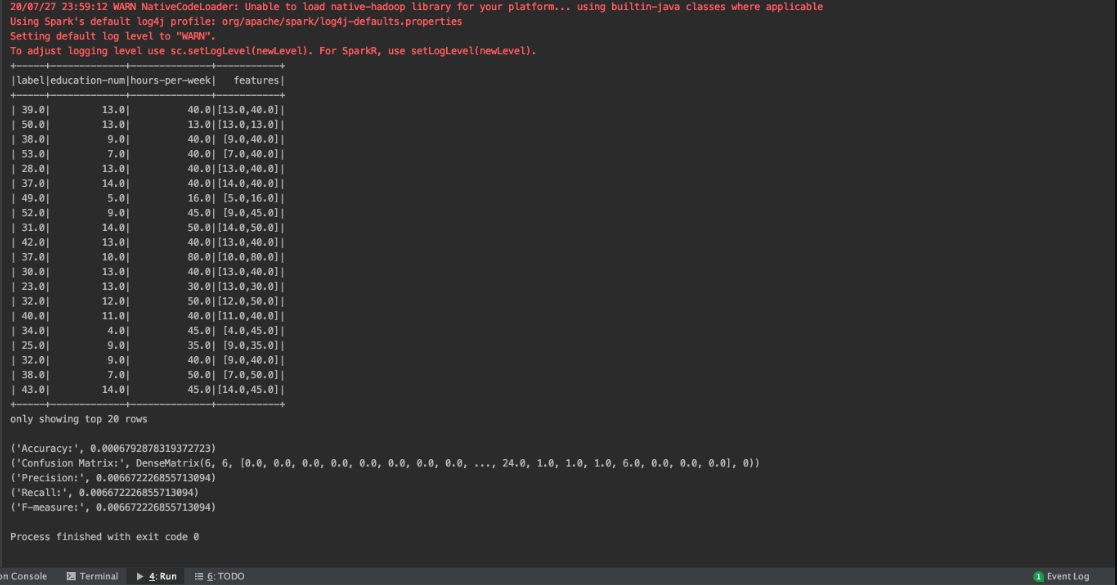 20/07/27 23:59:12 WARN NativeCodeLoader: Unable to load native-hadoop library for your platform... using builtin-java classes where applicable
Using Spark's default log4j profile: org/apache/spark/log4j-defaults.properties
Setting default log level to "WARN".
To adjust logging level use sc.setLogLevel(newLevel). For SparkR, use setLogLevel(newLevel).
+-----+-------------+--------------+-----------+
|label|education-num|hours-per-week|   features|
+-----+-------------+--------------+-----------+
| 39.0|         13.0|          40.0|[13.0,40.0]|
| 50.0|         13.0|          13.0|[13.0,13.0]|
| 38.0|          9.0|          40.0| [9.0,40.0]|
| 53.0|          7.0|          40.0| [7.0,40.0]|
| 28.0|         13.0|          40.0|[13.0,40.0]|
| 37.0|         14.0|          40.0|[14.0,40.0]|
| 49.0|          5.0|          16.0| [5.0,16.0]|
| 52.0|          9.0|          45.0| [9.0,45.0]|
| 31.0|         14.0|          50.0|[14.0,50.0]|
| 42.0|         13.0|          40.0|[13.0,40.0]|
| 37.0|         10.0|          80.0|[10.0,80.0]|
| 30.0|         13.0|          40.0|[13.0,40.0]|
| 23.0|         13.0|          30.0|[13.0,30.0]|
| 32.0|         12.0|          50.0|[12.0,50.0]|
| 40.0|         11.0|          40.0|[11.0,40.0]|
| 34.0|          4.0|          45.0| [4.0,45.0]|
| 25.0|          9.0|          35.0| [9.0,35.0]|
| 32.0|          9.0|          40.0| [9.0,40.0]|
| 38.0|          7.0|          50.0| [7.0,50.0]|
| 43.0|         14.0|          45.0|[14.0,45.0]|
+-----+-------------+--------------+-----------+
only showing top 20 rows
('Accuracy:', 0.0006792878319372723)
('Confusion Matrix:', DenseMatrix(6, 6, [0.0, 0.0, 0.0, 0.0, 0.0, 0.0, 0.0, 0.0, ..., 24.0, 1.0, 1.0, 1.0, 6.0, 0.0, 0.0, 0.0], 0))
('Precision:', 0.006672226855713094)
('Recall:', 0.006672226855713094)
('F-measure:', 0.006672226855713094)
Process finished with exit code 0
on Console Terminal 4: Run 6: TODO 1 Event Log